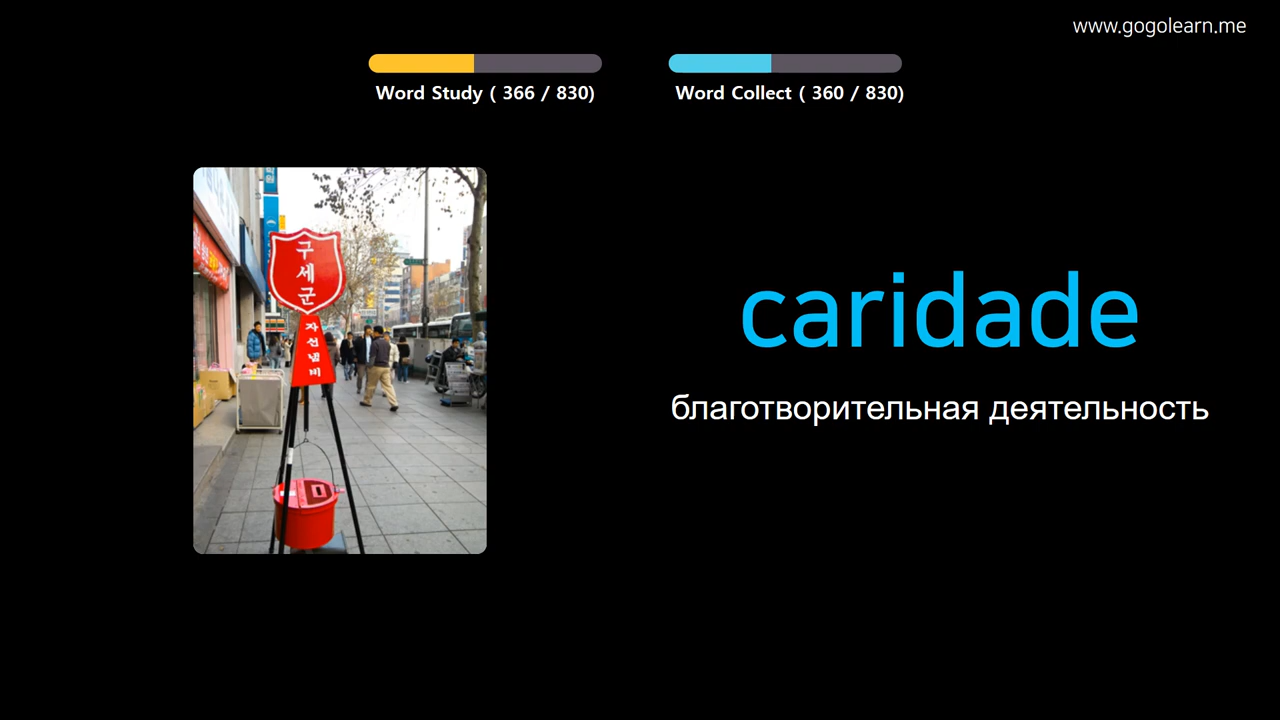 www.gogolearn.me
Word Study ( 366 / 830)
Word Collect ( 360 / 830)
구
세
군
자
선
냄
비
caridade
благотворительная деятельность